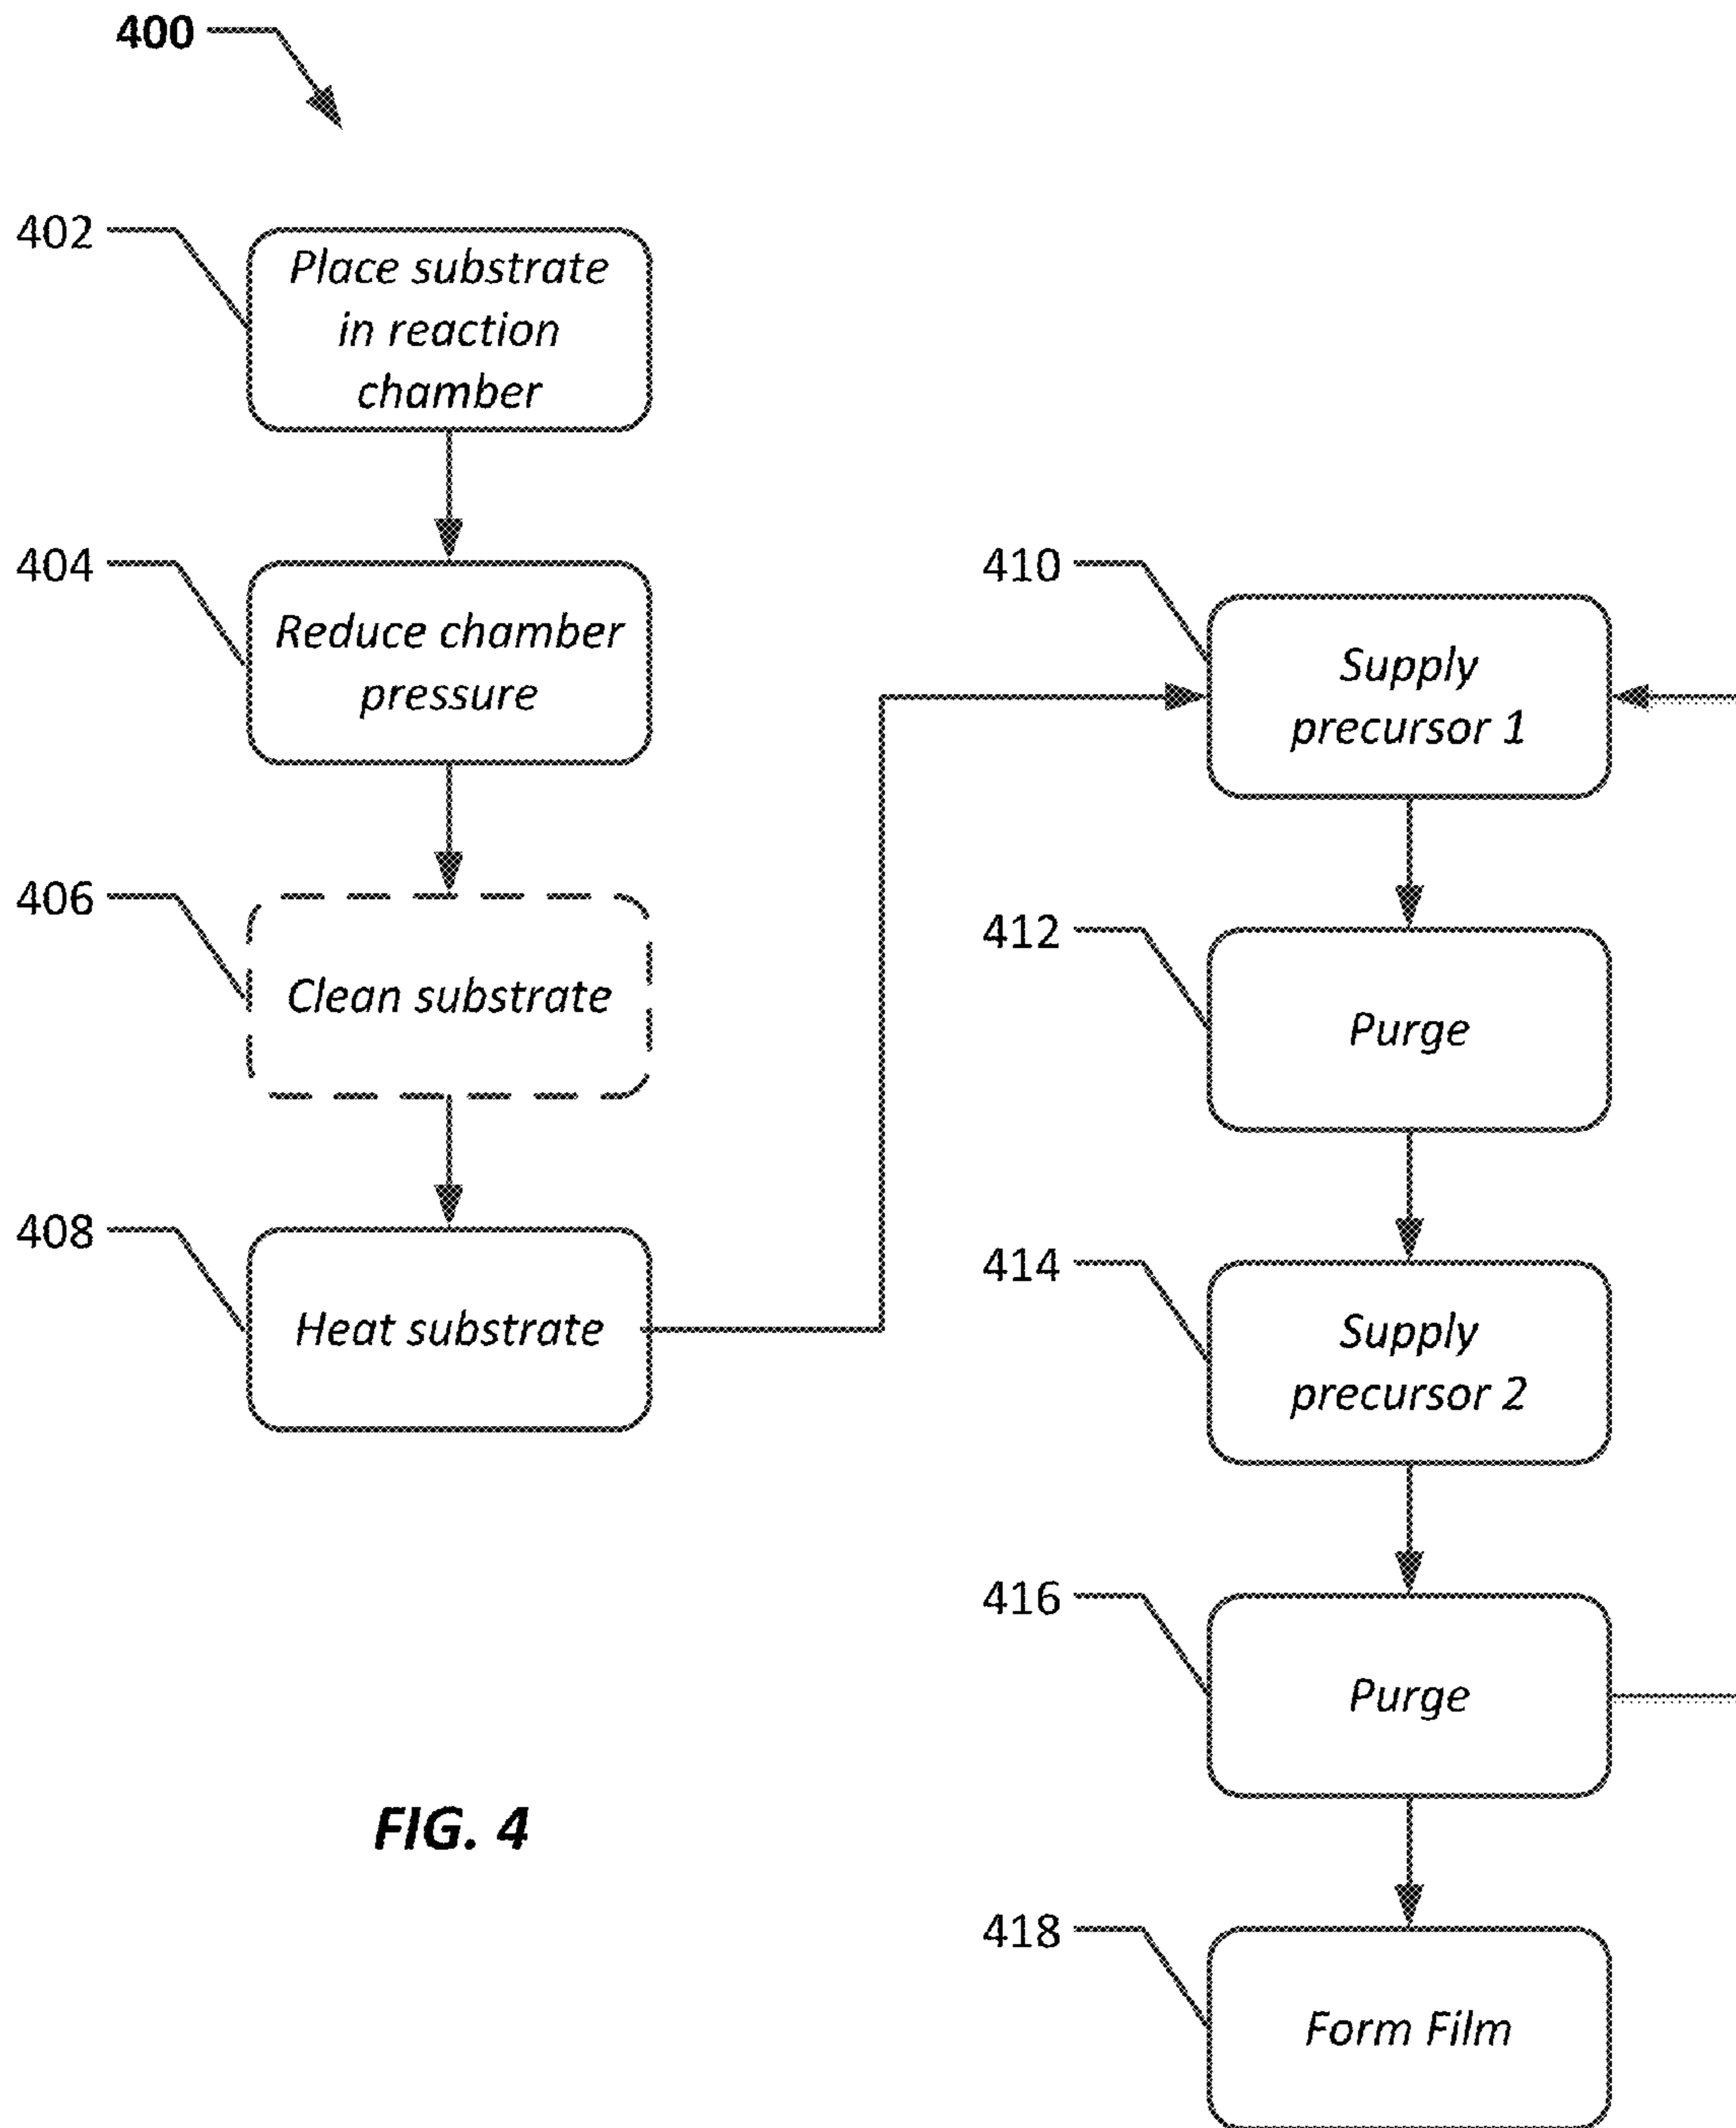 400
402
Place substrate
in reaction
chamber
404
Reduce chamber
pressure
406
Clean substrate
408
Heat substrate
410
Supply
precursor 1
412
Purge
414
Supply
precursor 2
416
Purge
418
Form Film
FIG. 4